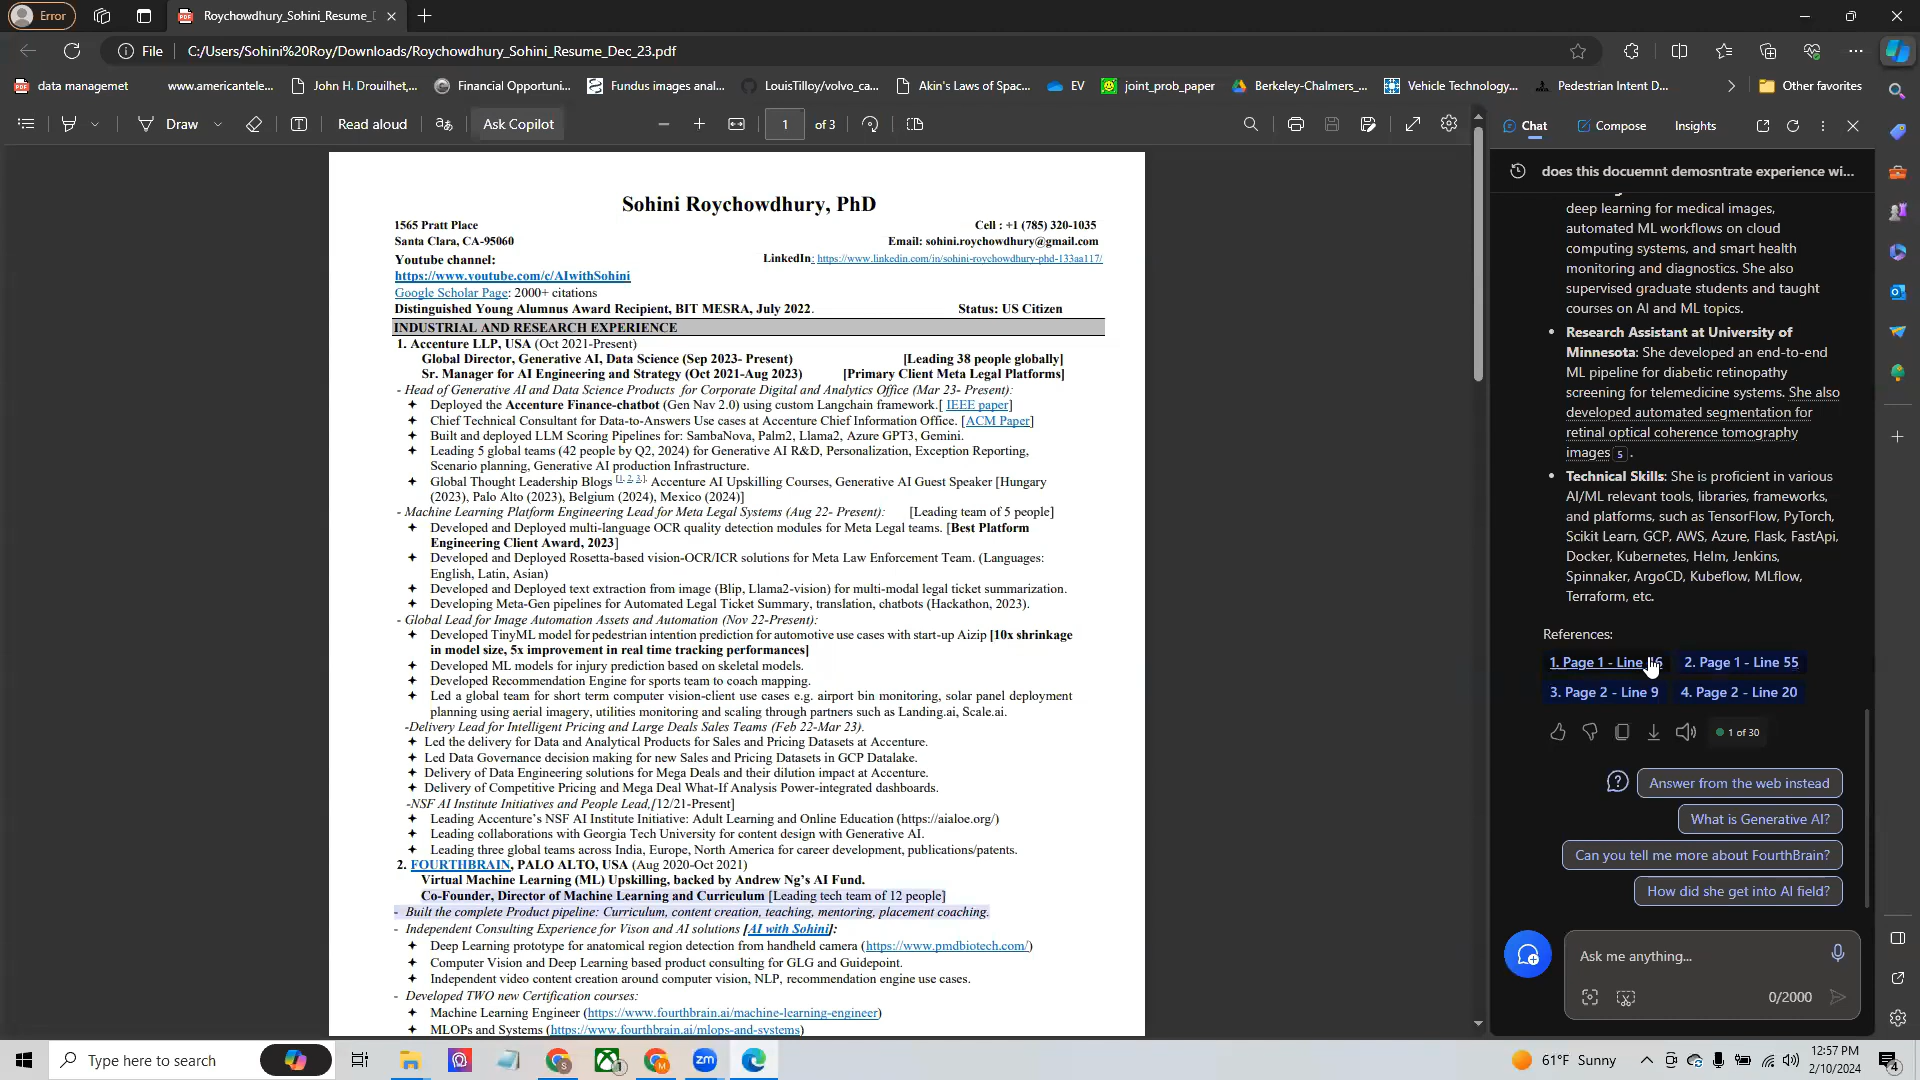 Error
Roychowdhury_Sohini_Resume_
File
C:/Users/Sohini%20Roy/Downloads/Roychowdhury_Sohini_Resume_Dec_23.pdf
data managemet
www.americantele...
John H. Drouilhet,...
Financial Opportuni...
Fundus images anal...
LouisTilloy/volvo_ca...
Akin's Laws of Spac...
EV
joint_prob_paper
Berkeley-Chalmers_...
Vehicle Technology...
Pedestrian Intent D...
Other favorites
Draw
Read aloud
Ask Copilot
1 of 3
Sohini Roychowdhury, PhD
1565 Pratt Place
Cell : +1 (785) 320-1035
Santa Clara, CA-95060
Email: sohini.roychowdhury@gmail.com
Youtube channel:
LinkedIn: https://www.linkedin.com/in/sohini-roychowdhury-phd-133aa117/
https://www.youtube.com/c/AIwithSohini
Google Scholar Page: 2000+ citations
Distinguished Young Alumnus Award Recipient, BIT MESRA, July 2022.
Status: US Citizen
INDUSTRIAL AND RESEARCH EXPERIENCE
1. Accenture LLP, USA (Oct 2021-Present)
Global Director, Generative AI, Data Science (Sep 2023- Present) [Leading 38 people globally]
Sr. Manager for AI Engineering and Strategy (Oct 2021-Aug 2023) [Primary Client Meta Legal Platforms]
- Head of Generative AI and Data Science Products for Corporate Digital and Analytics Office (Mar 23- Present):
✦ Deployed the Accenture Finance-chatbot (Gen Nav 2.0) using custom Langchain framework.[ IEEE paper]
✦ Chief Technical Consultant for Data-to-Answers Use cases at Accenture Chief Information Office. [ACM Paper]
✦ Built and deployed LLM Scoring Pipelines for: SambaNova, Palm2, Llama2, Azure GPT3, Gemini.
✦ Leading 5 global teams (42 people by Q2, 2024) for Generative AI R&D, Personalization, Exception Reporting,
Scenario planning, Generative AI production Infrastructure.
✦ Global Thought Leadership Blogs [1, 2, 3,]. Accenture AI Upskilling Courses, Generative AI Guest Speaker [Hungary
(2023), Palo Alto (2023), Belgium (2024), Mexico (2024)]
- Machine Learning Platform Engineering Lead for Meta Legal Systems (Aug 22- Present): [Leading team of 5 people]
✦ Developed and Deployed multi-language OCR quality detection modules for Meta Legal teams. [Best Platform
Engineering Client Award, 2023]
✦ Developed and Deployed Rosetta-based vision-OCR/ICR solutions for Meta Law Enforcement Team. (Languages:
English, Latin, Asian)
✦ Developed and Deployed text extraction from image (Blip, Llama2-vision) for multi-modal legal ticket summarization.
✦ Developing Meta-Gen pipelines for Automated Legal Ticket Summary, translation, chatbots (Hackathon, 2023).
- Global Lead for Image Automation Assets and Automation (Nov 22-Present):
✦ Developed TinyML model for pedestrian intention prediction for automotive use cases with start-up Aizip [10x shrinkage
in model size, 5x improvement in real time tracking performances]
✦ Developed ML models for injury prediction based on skeletal models.
✦ Developed Recommendation Engine for sports team to coach mapping.
✦ Led a global team for short term computer vision-client use cases e.g. airport bin monitoring, solar panel deployment
planning using aerial imagery, utilities monitoring and scaling through partners such as Landing.ai, Scale.ai.
-Delivery Lead for Intelligent Pricing and Large Deals Sales Teams (Feb 22-Mar 23).
✦ Led the delivery for Data and Analytical Products for Sales and Pricing Datasets at Accenture.
✦ Led Data Governance decision making for new Sales and Pricing Datasets in GCP Datalake.
✦ Delivery of Data Engineering solutions for Mega Deals and their dilution impact at Accenture.
✦ Delivery of Competitive Pricing and Mega Deal What-If Analysis Power-integrated dashboards.
-NSF AI Institute Initiatives and People Lead,[12/21-Present]
✦ Leading Accenture's NSF AI Institute Initiative: Adult Learning and Online Education (https://aialoe.org/)
✦ Leading collaborations with Georgia Tech University for content design with Generative AI.
✦ Leading three global teams across India, Europe, North America for career development, publications/patents.
2. FOURTHBRAIN, PALO ALTO, USA (Aug 2020-Oct 2021)
Virtual Machine Learning (ML) Upskilling, backed by Andrew Ng's AI Fund.
Co-Founder, Director of Machine Learning and Curriculum [Leading tech team of 12 people]
- Built the complete Product pipeline: Curriculum, content creation, teaching, mentoring, placement coaching.
- Independent Consulting Experience for Vison and AI solutions [AI with Sohini]:
✦ Deep Learning prototype for anatomical region detection from handheld camera (https://www.pmdbiotech.com/)
✦ Computer Vision and Deep Learning based product consulting for GLG and Guidepoint.
✦ Independent video content creation around computer vision, NLP, recommendation engine use cases.
- Developed TWO new Certification courses:
✦ Machine Learning Engineer (https://www.fourthbrain.ai/machine-learning-engineer)
✦ MLOPs and Systems (https://www.fourthbrain.ai/mlops-and-systems)
Chat
Compose
Insights
does this docuemnt demosntrate experience wi...
deep learning for medical images,
automated ML workflows on cloud
computing systems, and smart health
monitoring and diagnostics. She also
supervised graduate students and taught
courses on AI and ML topics.
• Research Assistant at University of
Minnesota: She developed an end-to-end
ML pipeline for diabetic retinopathy
screening for telemedicine systems. She also
developed automated segmentation for
retinal optical coherence tomography
images 5 .
• Technical Skills: She is proficient in various
AI/ML relevant tools, libraries, frameworks,
and platforms, such as TensorFlow, PyTorch,
Scikit Learn, GCP, AWS, Azure, Flask, FastApi,
Docker, Kubernetes, Helm, Jenkins,
Spinnaker, ArgoCD, Kubeflow, MLflow,
Terraform, etc.
References:
1. Page 1 - Line
2. Page 1 - Line 55
3. Page 2 - Line 9
4. Page 2 - Line 20
1 of 30
Answer from the web instead
What is Generative AI?
Can you tell me more about FourthBrain?
How did she get into AI field?
Ask me anything...
0/2000
Type here to search
61°F Sunny
12:57 PM
2/10/2024
4